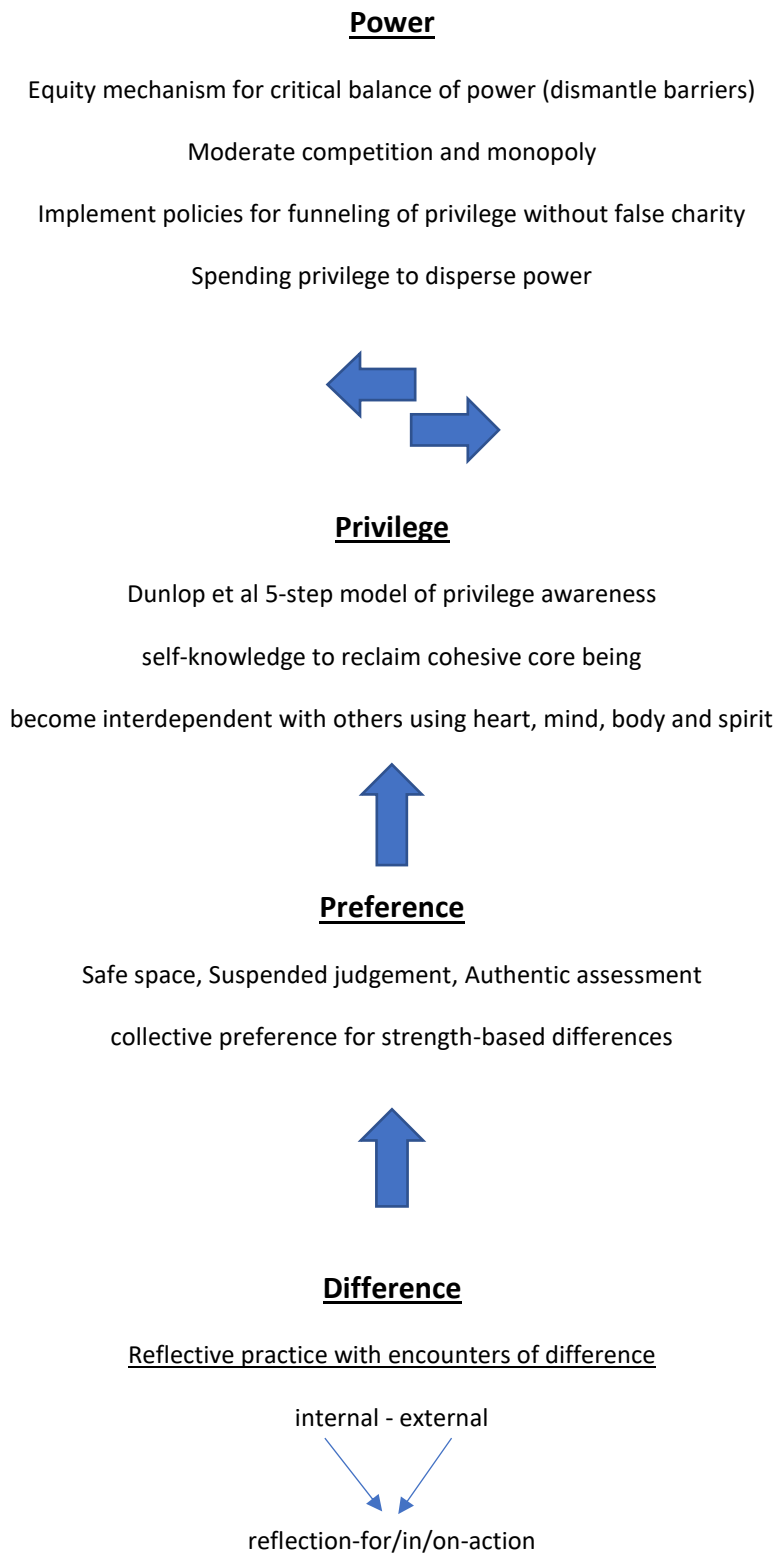 Power
Equity mechanism for critical balance of power (dismantle barriers)
Moderate competition and monopoly
Implement policies for funneling of privilege without false charity
Spending privilege to disperse power
Privilege
Dunlop et al 5-step model of privilege awareness
self-knowledge to reclaim cohesive core being
become interdependent with others using heart, mind, body and spirit
Preference
Safe space, Suspended judgement, Authentic assessment
collective preference for strength-based differences
Difference
Reflective practice with encounters of difference
internal - external
reflection-for/in/on-action